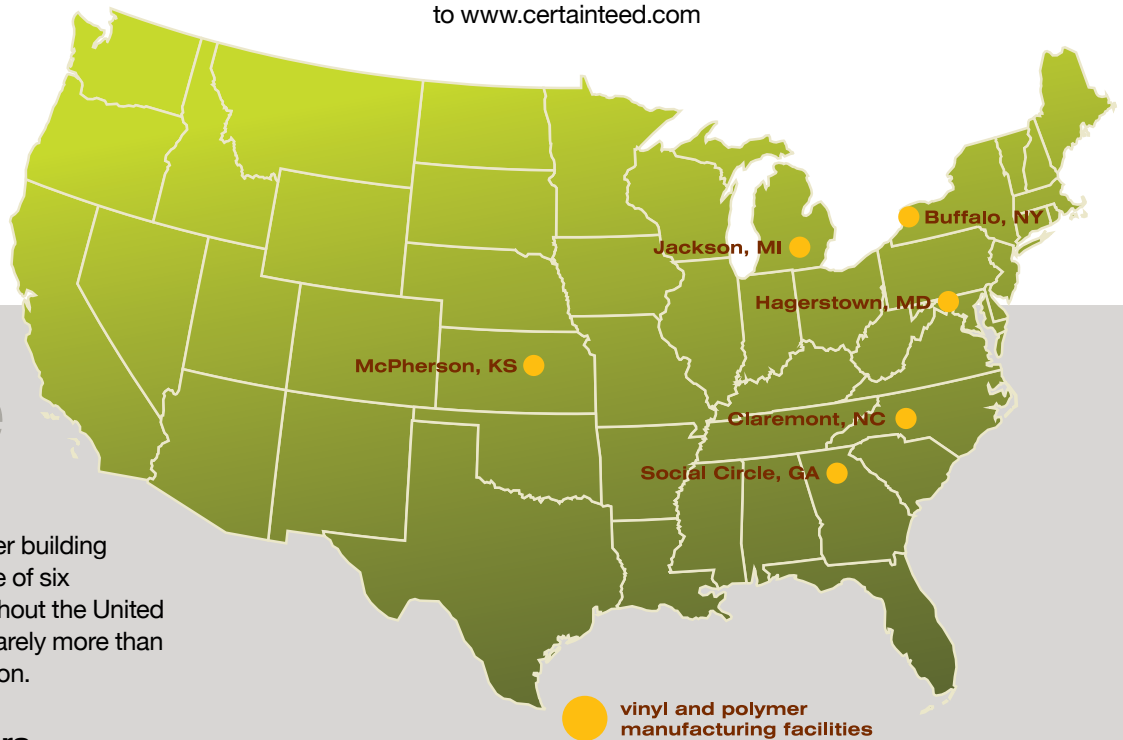 to www.certainteed.com
Buffalo, NY
Jackson, MI
Hagerstown, MD
McPherson, KS
Claremont, NC
Social Circle, GA
e
er building
e of six
hout the United
arely more than
on.
vinyl and polymer
manufacturing facilities